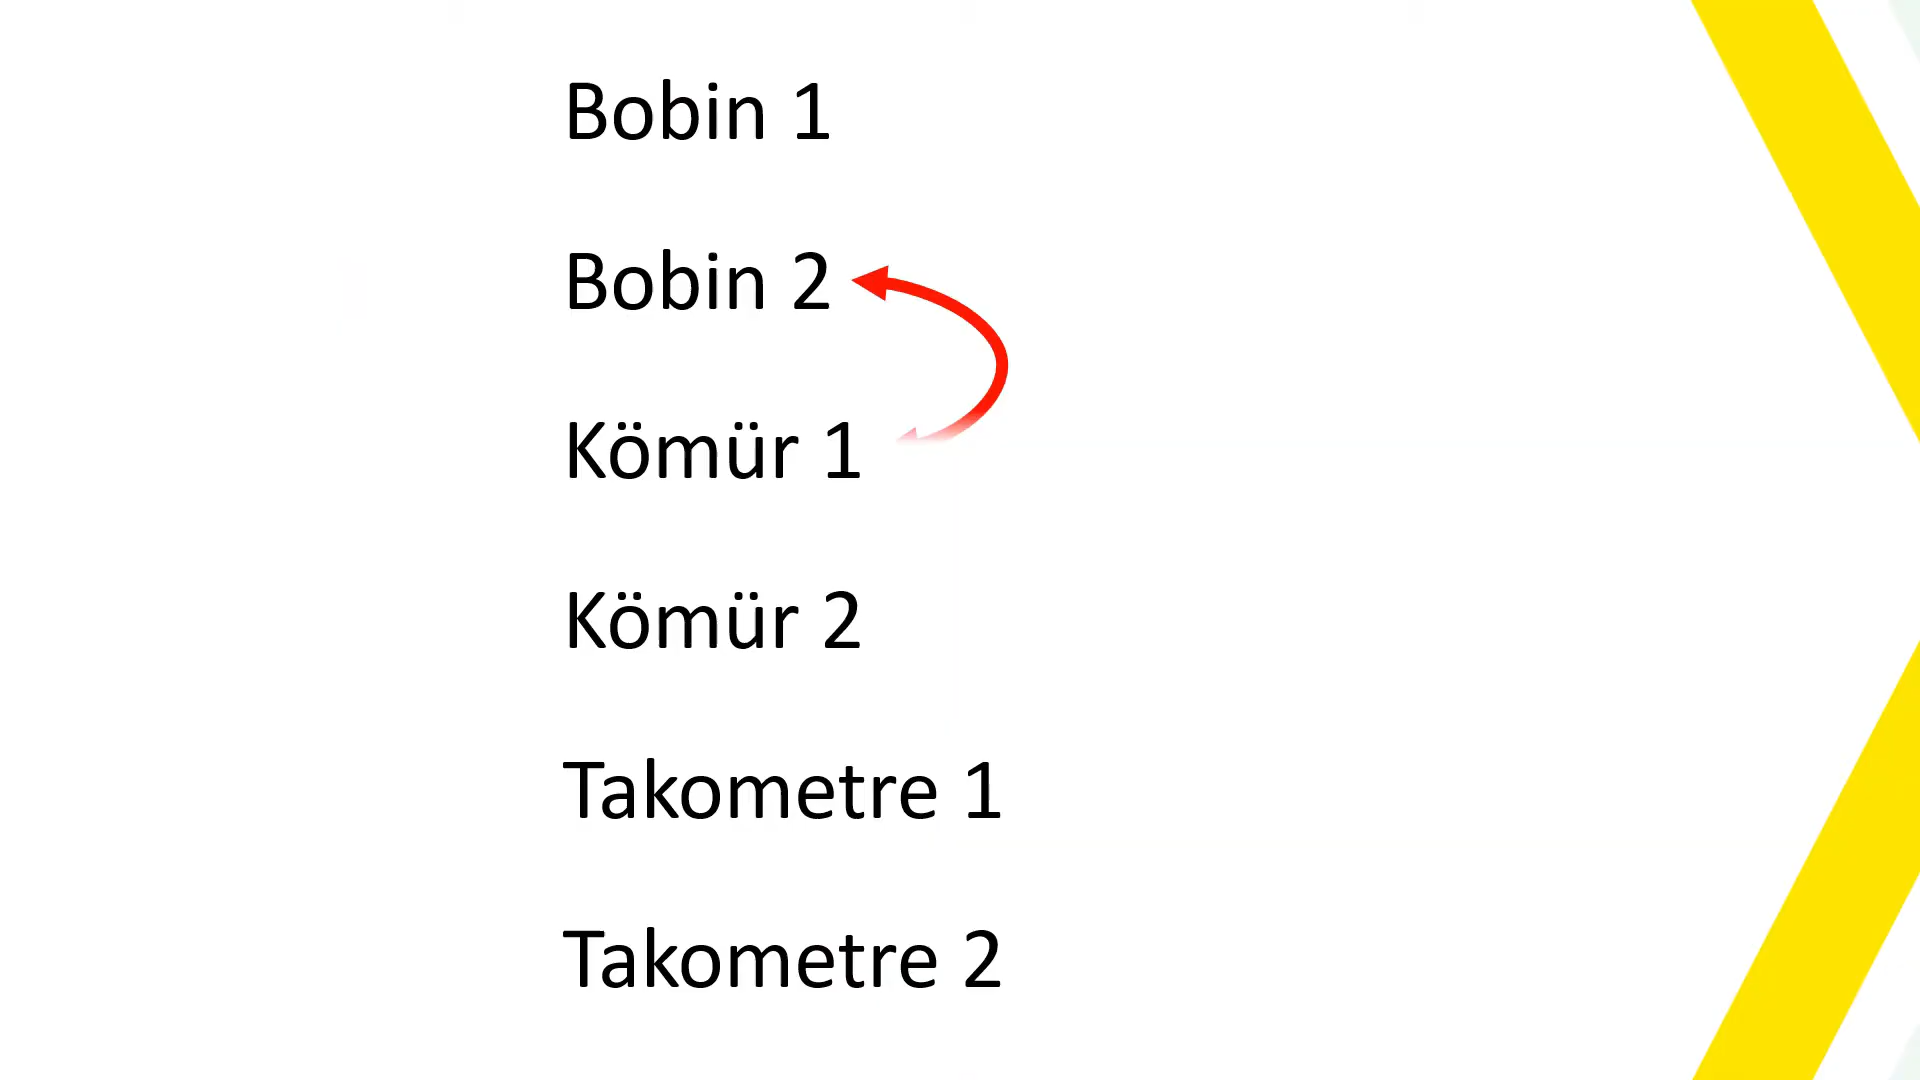 Bobin 1
Bobin 2
Kömür 1
Kömür 2
Takometre 1
Takometre 2